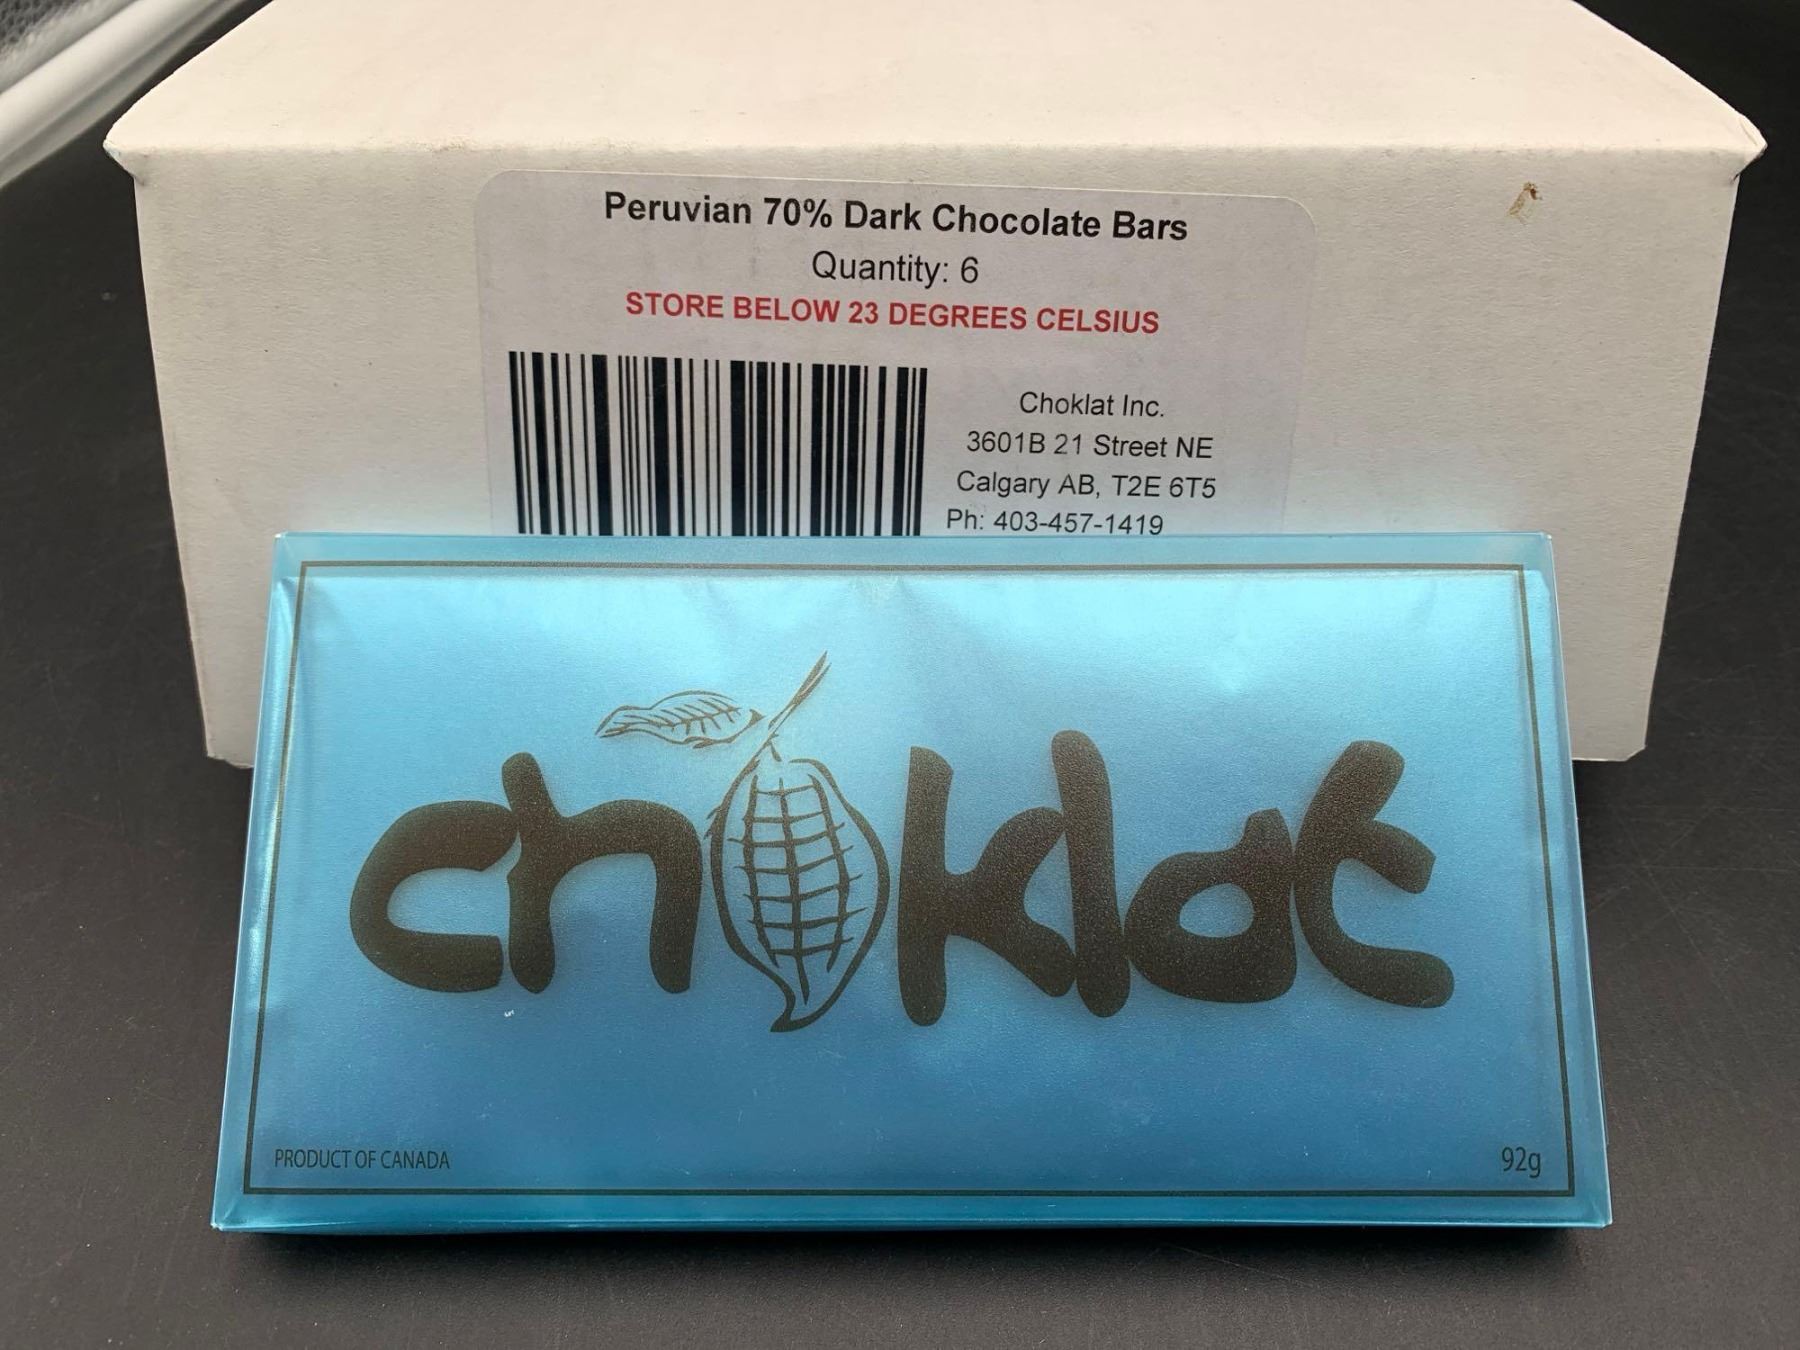 Peruvian 70% Dark Chocolate Bars
Quantity: 6
STORE BELOW 23 DEGREES CELSIUS
Choklat Inc.
3601B 21 Street NE
Calgary AB, T2E 6T5
Ph: 403-457-1419
choklat
PRODUCT OF CANADA
92g